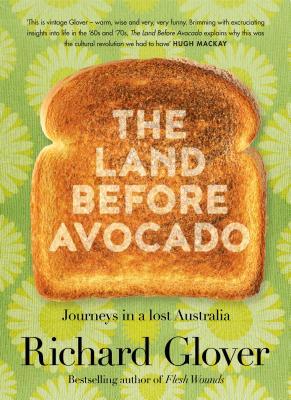 'This is vintage Glover – warm, wise and very, very funny. Brimming with excruciating
insights into life in the '60s and '70s, The Land Before Avocado explains why this was
the cultural revolution we had to have' HUGH MACKAY
THE
LAND
BEFORE
AVOCADO
Journeys in a lost Australia
Richard Glover
Bestselling author of Flesh Wounds